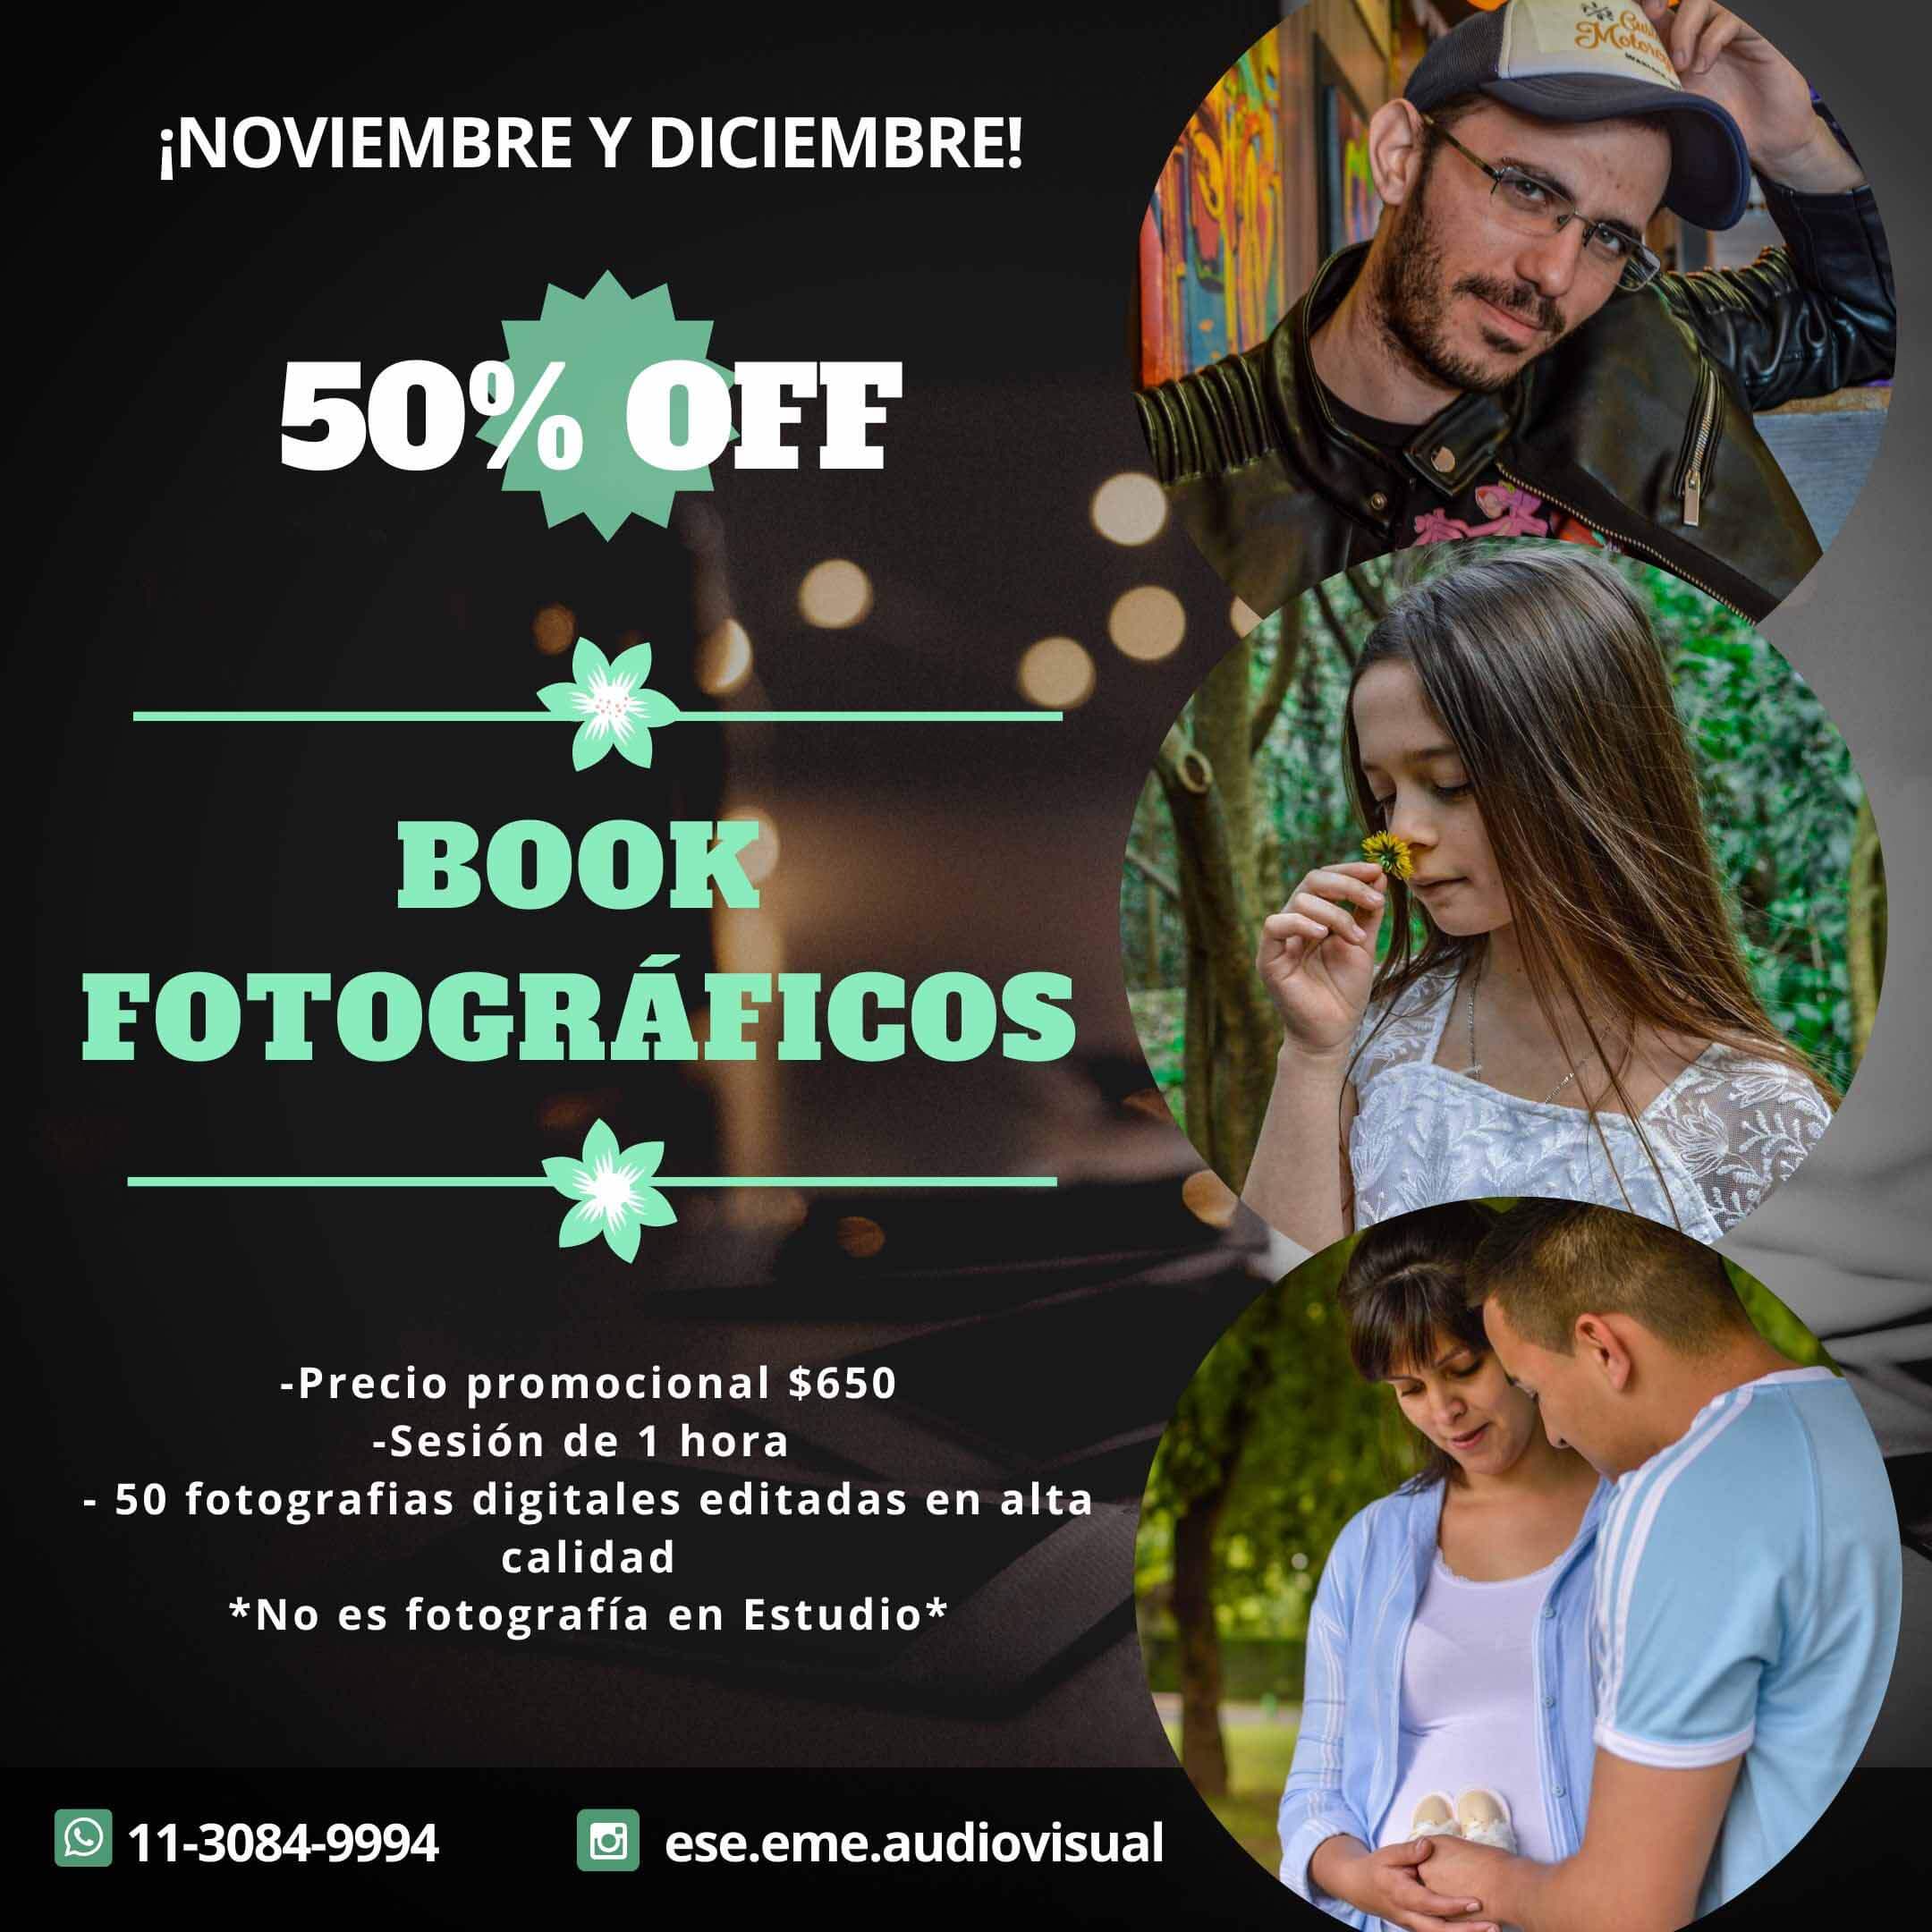 ¡NOVIEMBRE Y DICIEMBRE!
50% OFF
BOOK
FOTOGRÁFICOS
-Precio promocional $650
-Sesión de 1 hora
- 50 fotografias digitales editadas en alta
calidad
*No es fotografía en Estudio*
11-3084-9994
ese.eme.audiovisual